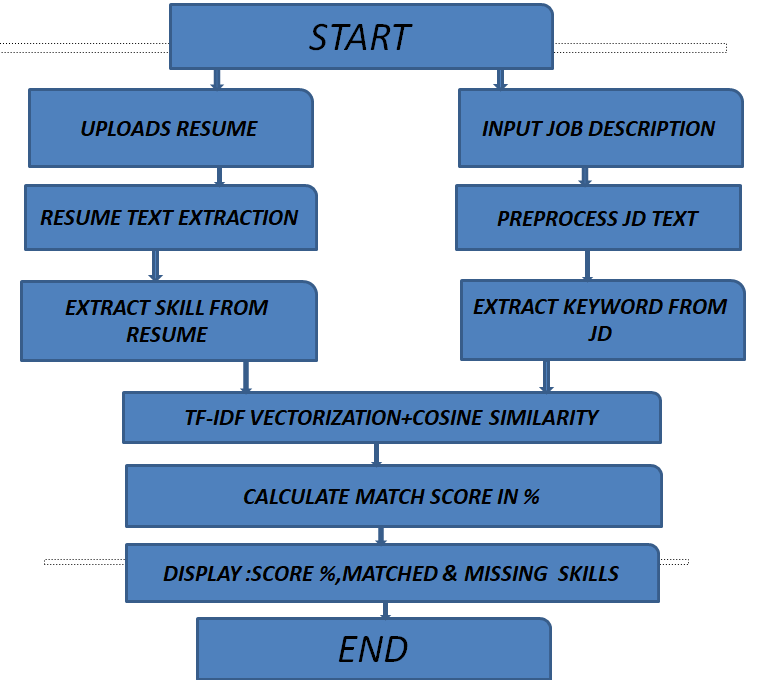 START
UPLOADS RESUME
INPUT JOB DESCRIPTION
RESUME TEXT EXTRACTION
PREPROCESS JD TEXT
EXTRACT SKILL FROM
RESUME
EXTRACT KEYWORD FROM
JD
TF-IDF VECTORIZATION+COSINE SIMILARITY
CALCULATE MATCH SCORE IN %
DISPLAY :SCORE %,MATCHED & MISSING SKILLS
END